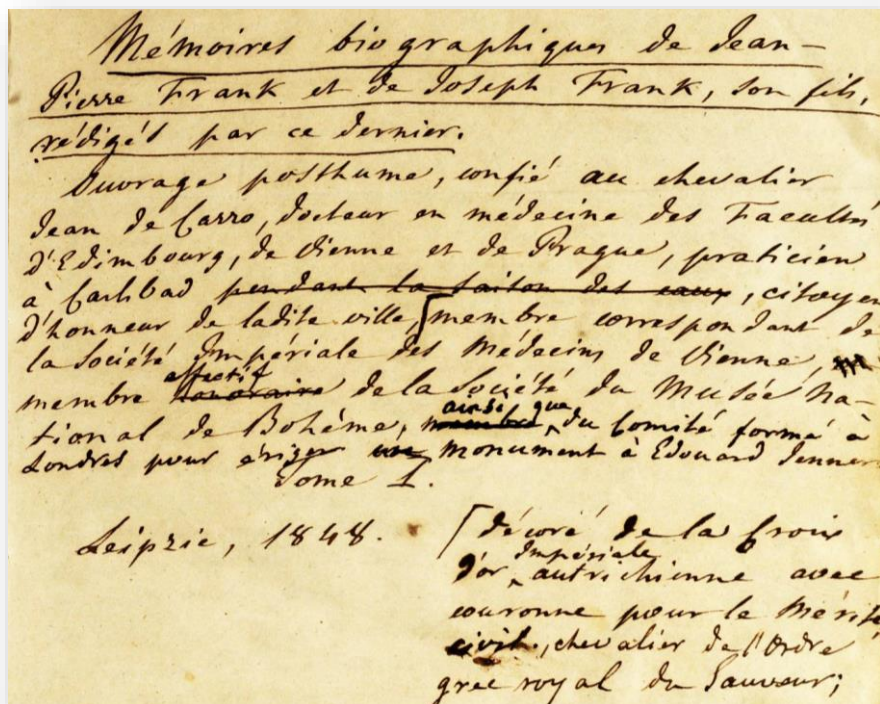 Mémoires biographiques de Jean-
Pierre Frank et de Joseph Frank, son fils,
rédigés par ce dernier.
Ouvrage posthume, confié au chevalier
Jean de Carro, docteur en médecine des Facultés
d'Edimbourg, de Vienne et de Prague, praticien
à Carlsbad pendant la saison des eaux, citoyen
d'honneur de ladite ville, [membre correspondant de
la Société Impériale des Médecins de Vienne, m
effectif
membre honoraire de la Société du Musée na-
ainsi que
tional de Bohême, membre du Comité formé à
Londres pour ériger un monument à Edouard Jenner
Tome I.
Leipzic, 1848.
[décoré de la Croix
Impériale
d'or autrichienne avec
couronne pour le Mérite
civil, chevalier de l'Ordre
grec royal du Sauveur;